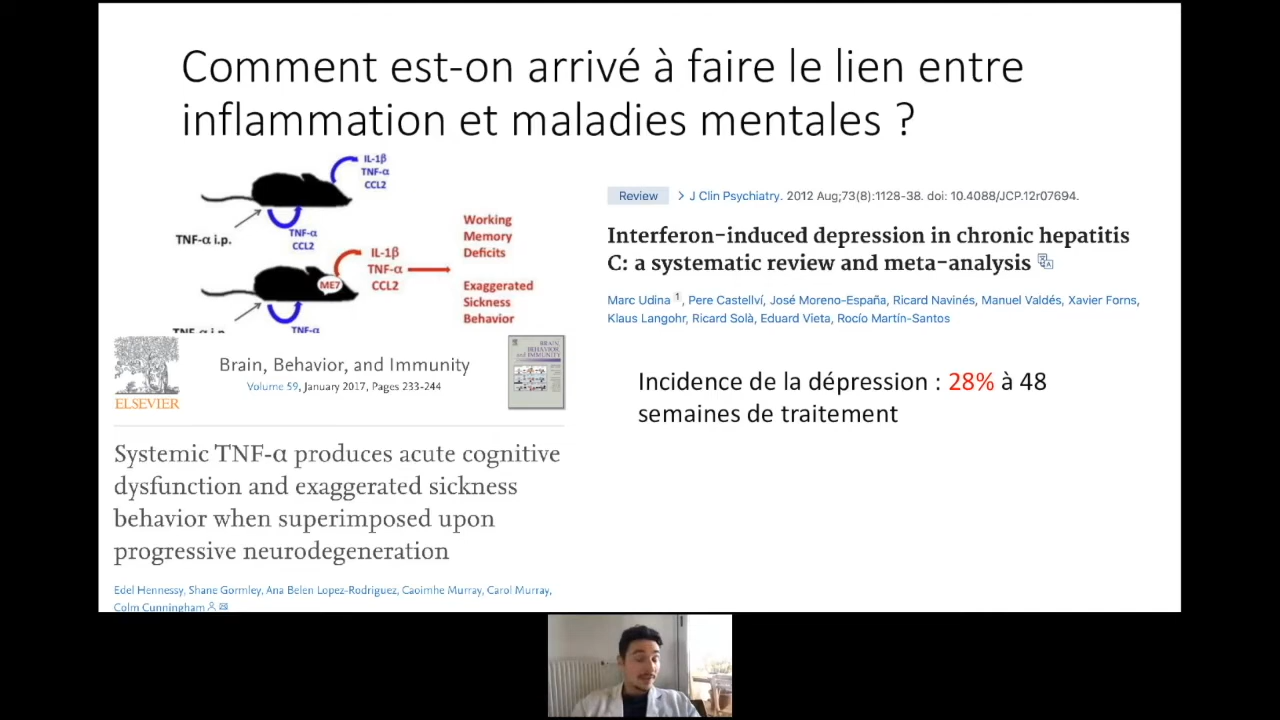 Comment est-on arrivé à faire le lien entre
inflammation et maladies mentales ?
IL-1β
TNF-α
CCL2
TNF-α i.p.
TNF-α
CCL2
IL-1β
TNF-α
CCL2
ME7
Working
Memory
Deficits
Exaggerated
Sickness
Behavior
TNF-α i.p.
TNF-α
ELSEVIER
Brain, Behavior, and Immunity
Volume 59, January 2017, Pages 233-244
BRAIN,
BEHAVIOR,
and IMMUNITY
Systemic TNF-α produces acute cognitive
dysfunction and exaggerated sickness
behavior when superimposed upon
progressive neurodegeneration
Edel Hennessy, Shane Gormley, Ana Belen Lopez-Rodriguez, Caoimhe Murray, Carol Murray,
Colm Cunningham
Review > J Clin Psychiatry. 2012 Aug;73(8):1128-38. doi: 10.4088/JCP.12r07694.
Interferon-induced depression in chronic hepatitis
C: a systematic review and meta-analysis
Marc Udina 1, Pere Castellví, José Moreno-España, Ricard Navinés, Manuel Valdés, Xavier Forns,
Klaus Langohr, Ricard Solà, Eduard Vieta, Rocío Martín-Santos
Incidence de la dépression : 28% à 48
semaines de traitement